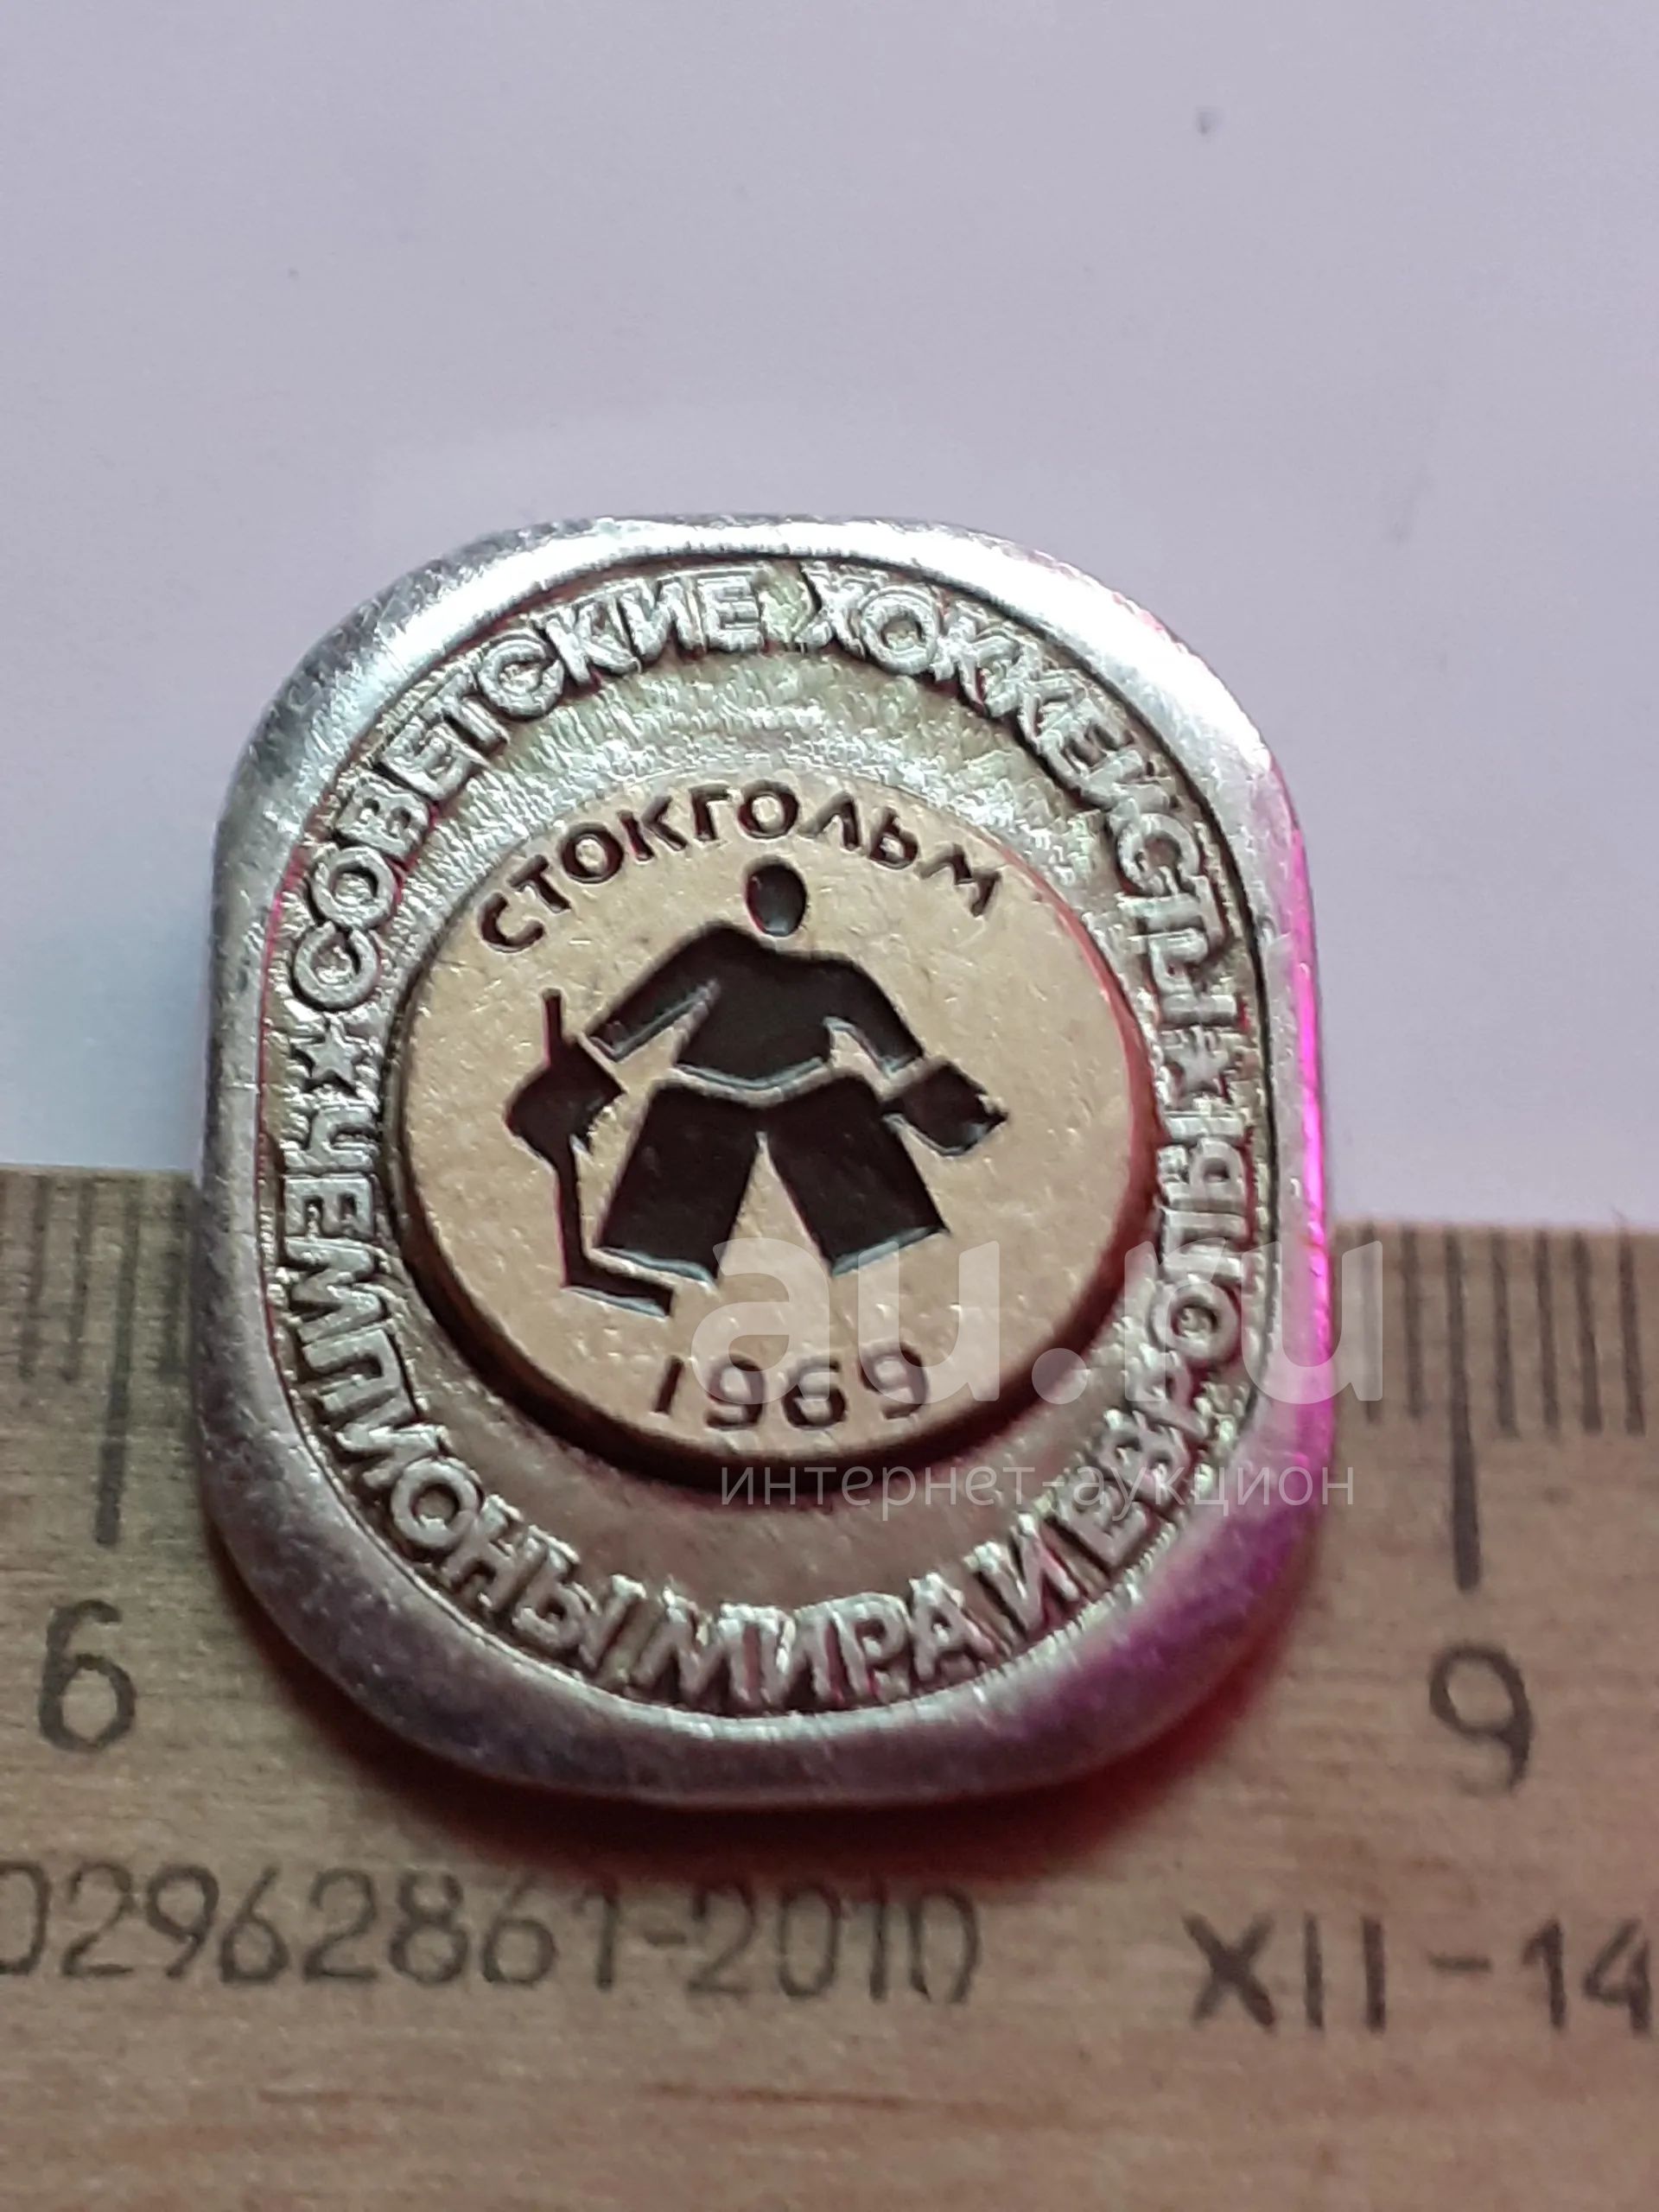 СОВЕТСКИЕ ХОККЕИСТЫ
★ ЧЕМПИОНЫ МИРА И ЕВРОПЫ ★
СТОКГОЛЬМ
1969
au.ru
интернет-аукцион
6 9
02962861-2010 XII-14